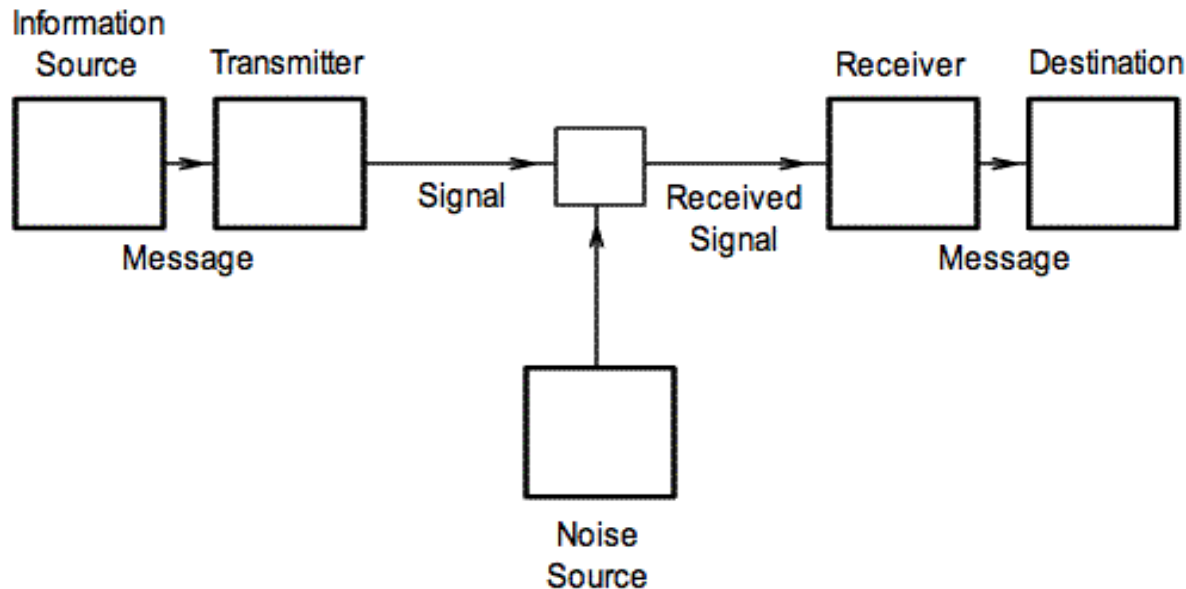 Information
Source
Transmitter
Receiver
Destination
Signal
Received
Signal
Message
Message
Noise
Source